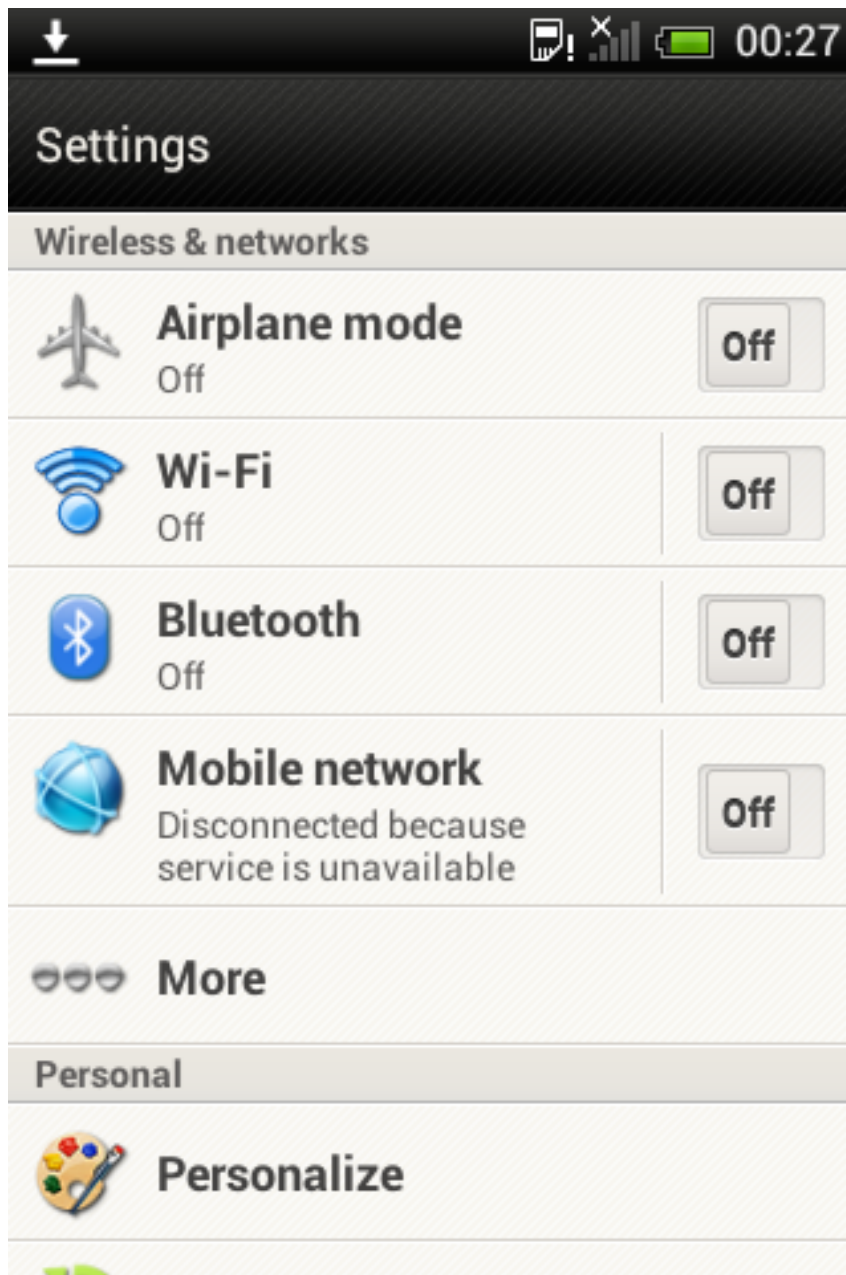 00:27
Settings
Wireless & networks
Airplane mode
Off
Off
Wi-Fi
Off
Off
Bluetooth
Off
Off
Mobile network
Disconnected because
service is unavailable
Off
More
Personal
Personalize